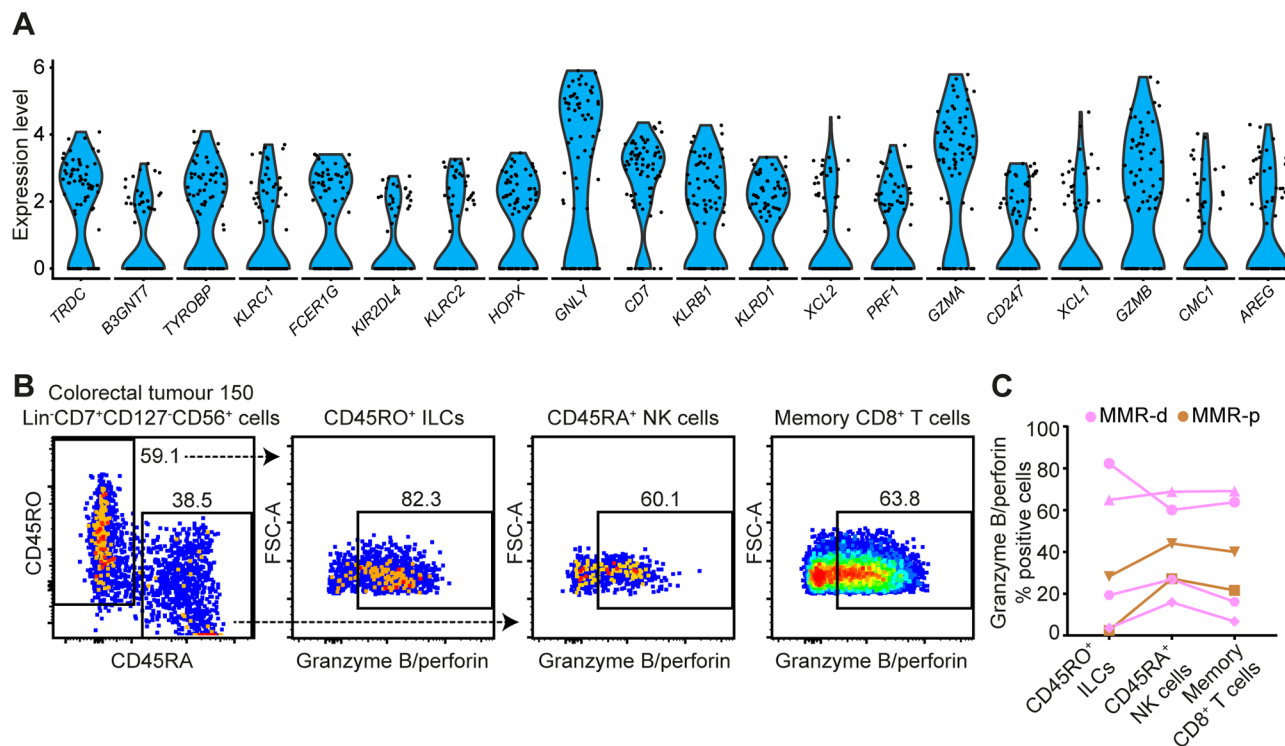 A
Expression level
6
4
2
0
TRDC
B3GNT7
TYROBP
KLRC1
FCER1G
KIR2DL4
KLRC2
HOPX
GNLY
CD7
KLRB1
KLRD1
XCL2
PRF1
GZMA
CD247
XCL1
GZMB
CMC1
AREG
B
Colorectal tumour 150
Lin⁻CD7⁺CD127⁻CD56⁺ cells
CD45RO⁺ ILCs
CD45RA⁺ NK cells
Memory CD8⁺ T cells
59.1
38.5
82.3
60.1
63.8
CD45RO
FSC-A
FSC-A
FSC-A
CD45RA
Granzyme B/perforin
Granzyme B/perforin
Granzyme B/perforin
C
MMR-d
MMR-p
Granzyme B/perforin
% positive cells
100
80
60
40
20
0
CD45RO⁺
ILCs
CD45RA⁺
NK cells
Memory
CD8⁺ T cells